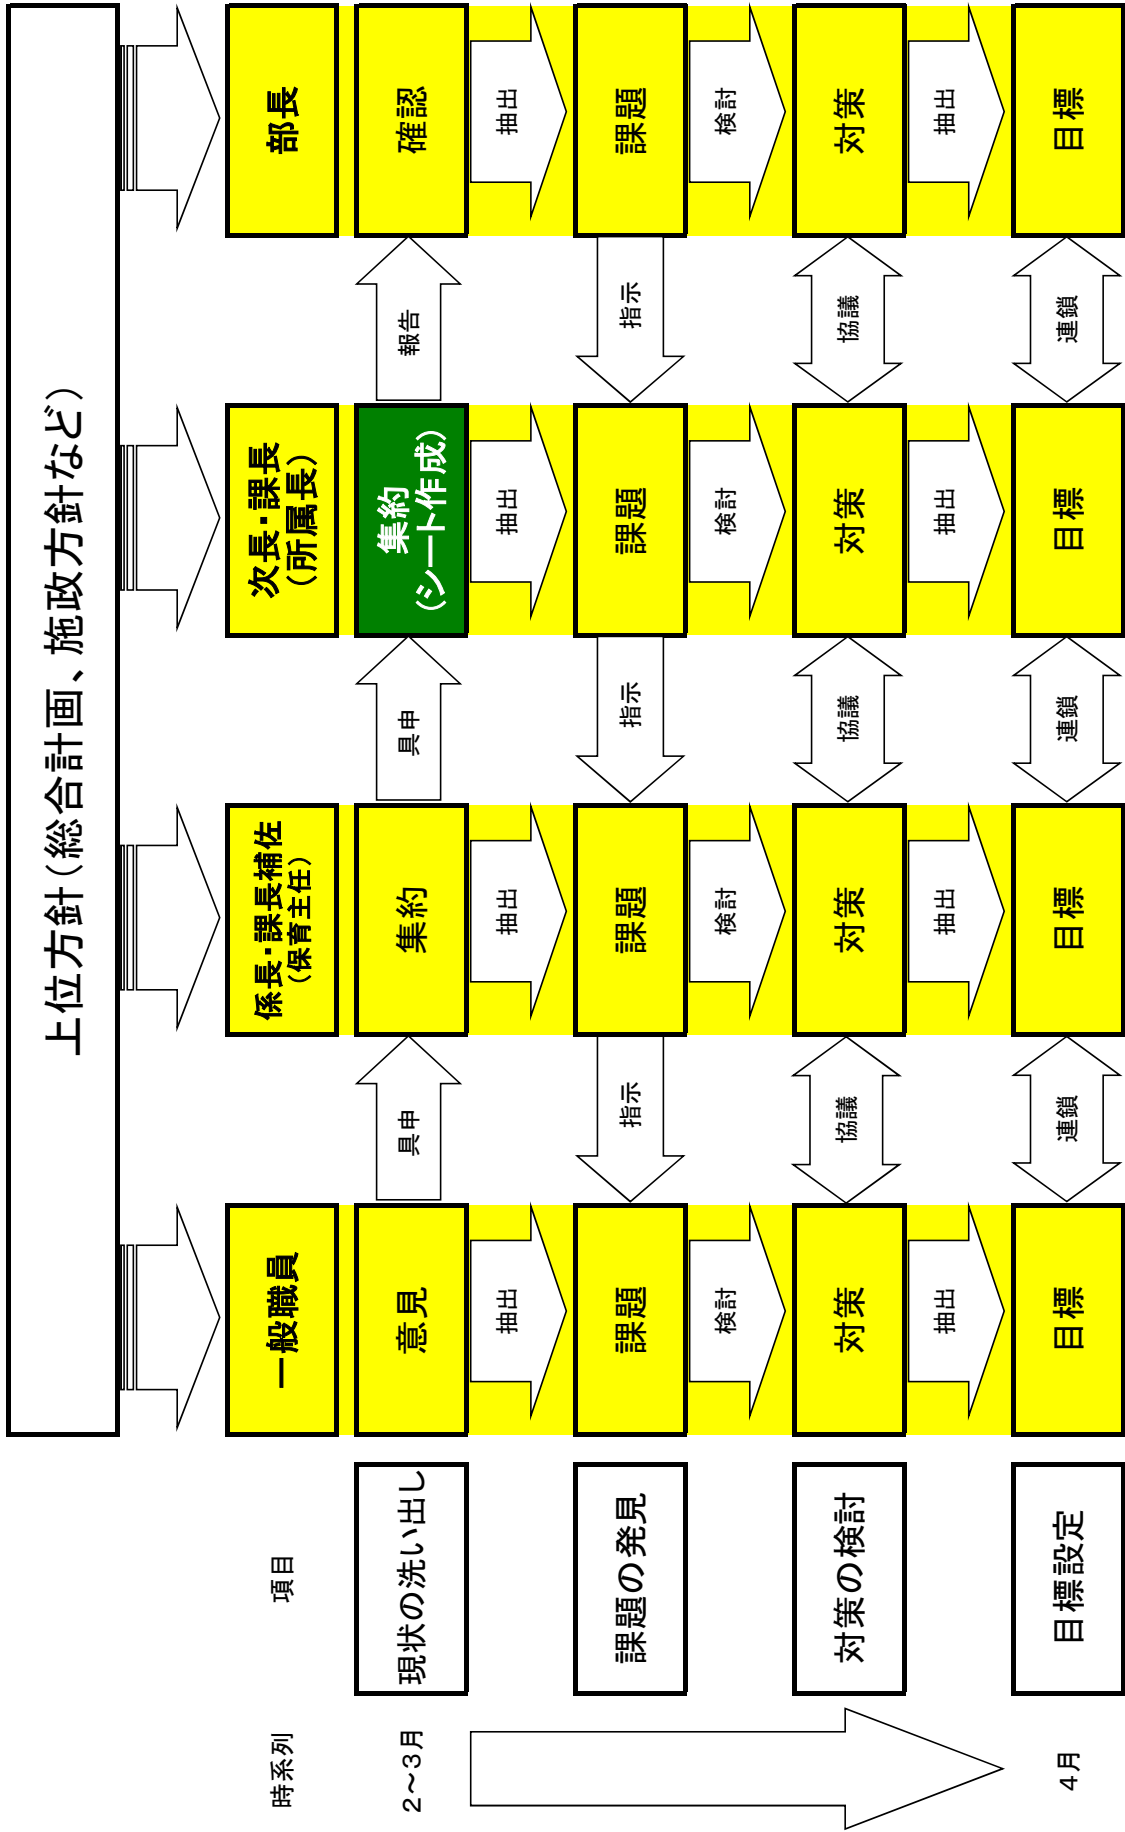 上位方針（総合計画、施政方針など）
時系列
項目
一般職員
係長・課長補佐
（保育主任）
次長・課長
（所属長）
部長
２～３月
現状の洗い出し
意見
具申
集約
具申
集約
（シート作成）
報告
確認
抽出
抽出
抽出
抽出
課題の発見
課題
指示
課題
指示
課題
指示
課題
検討
検討
検討
検討
対策の検討
対策
協議
対策
協議
対策
協議
対策
抽出
抽出
抽出
抽出
４月
目標設定
目標
連鎖
目標
連鎖
目標
連鎖
目標